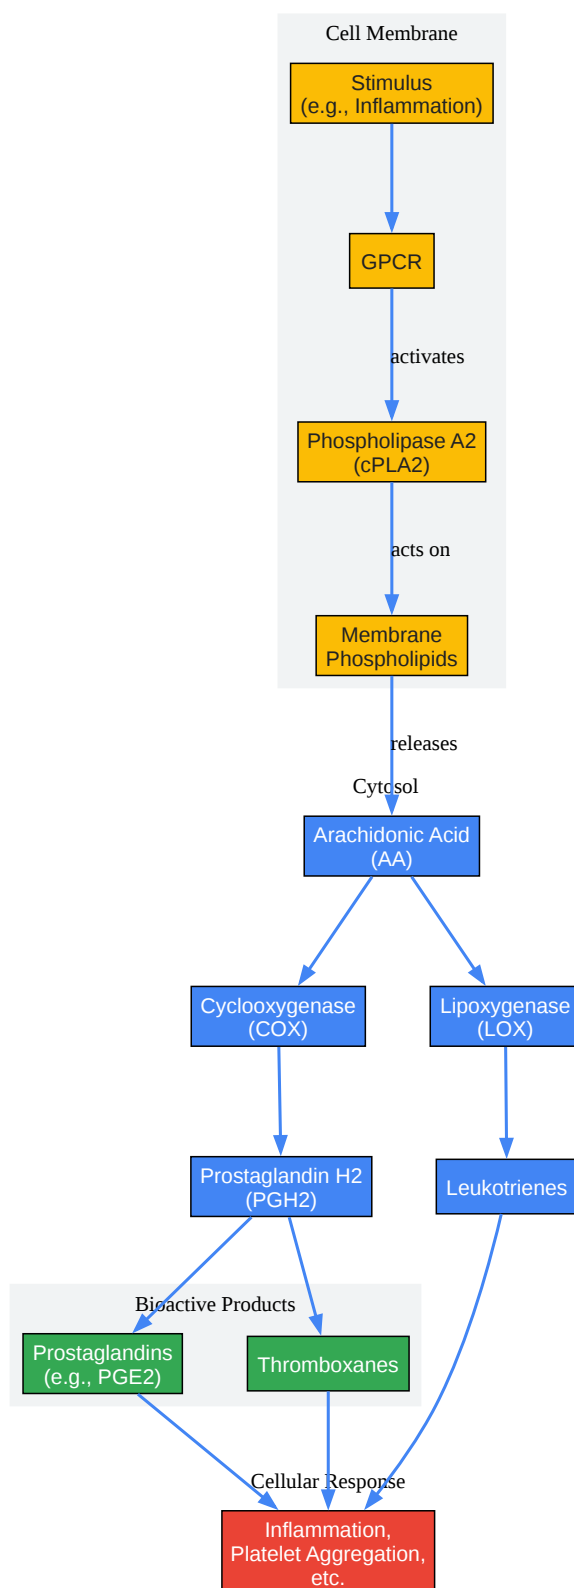 Cell Membrane
Stimulus
(e.g., Inflammation)
GPCR
activates
Phospholipase A2
(cPLA2)
acts on
Membrane
Phospholipids
releases
Cytosol
Arachidonic Acid
(AA)
Cyclooxygenase
(COX)
Lipoxygenase
(LOX)
Prostaglandin H2
(PGH2)
Leukotrienes
Bioactive Products
Prostaglandins
(e.g., PGE2)
Thromboxanes
Cellular Response
Inflammation,
Platelet Aggregation,
etc.